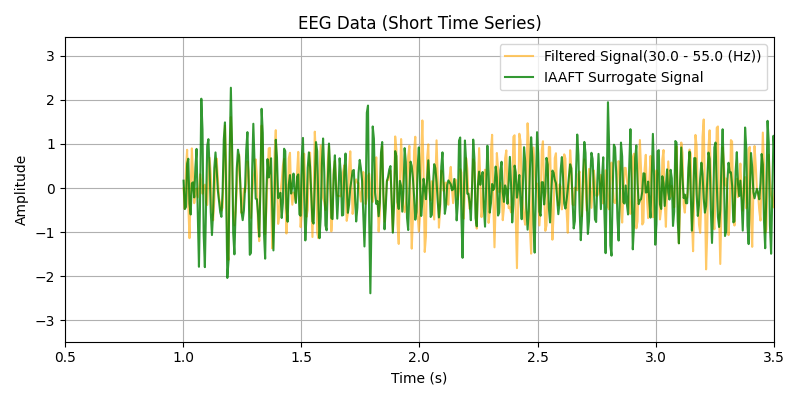 EEG Data (Short Time Series)
Filtered Signal(30.0 - 55.0 (Hz))
IAAFT Surrogate Signal
3
2
1
0
−1
−2
−3
Amplitude
0.5 1.0 1.5 2.0 2.5 3.0 3.5
Time (s)